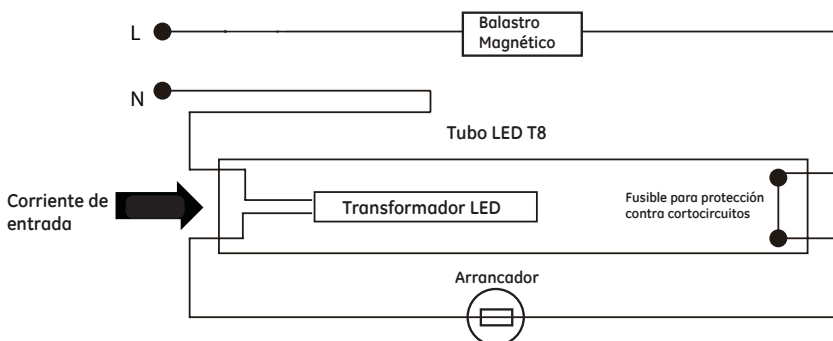 L
Balastro
Magnético
N
Tubo LED T8
Corriente de
entrada
Transformador LED
Fusible para protección
contra cortocircuitos
Arrancador